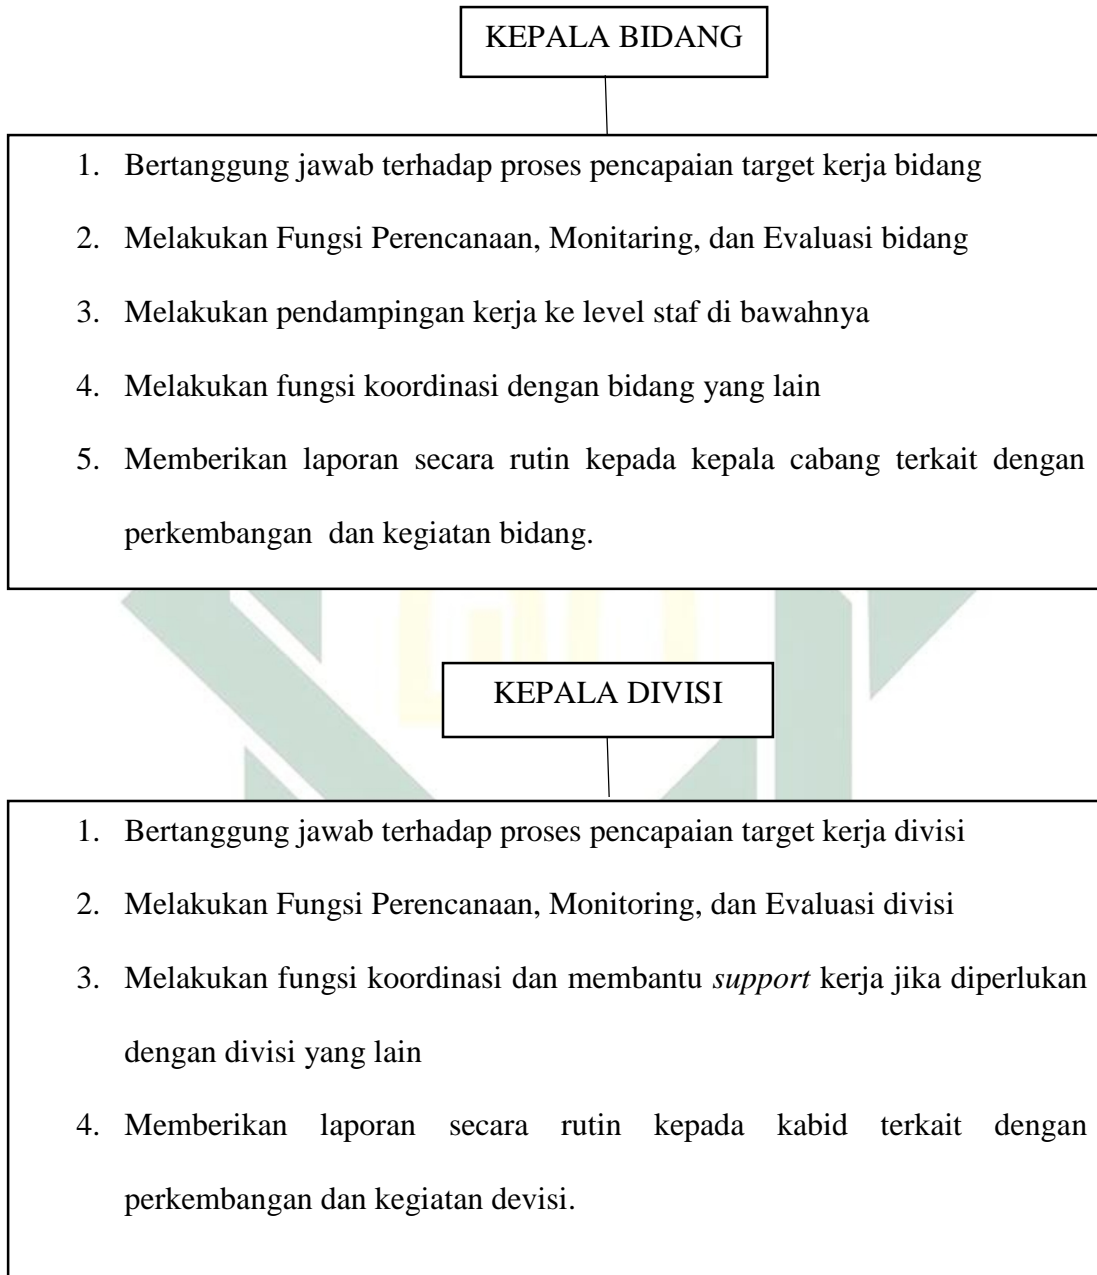 KEPALA BIDANG
1. Bertanggung jawab terhadap proses pencapaian target kerja bidang
2. Melakukan Fungsi Perencanaan, Monitaring, dan Evaluasi bidang
3. Melakukan pendampingan kerja ke level staf di bawahnya
4. Melakukan fungsi koordinasi dengan bidang yang lain
5. Memberikan laporan secara rutin kepada kepala cabang terkait dengan
perkembangan dan kegiatan bidang.
KEPALA DIVISI
1. Bertanggung jawab terhadap proses pencapaian target kerja divisi
2. Melakukan Fungsi Perencanaan, Monitoring, dan Evaluasi divisi
3. Melakukan fungsi koordinasi dan membantu support kerja jika diperlukan
dengan divisi yang lain
4. Memberikan laporan secara rutin kepada kabid terkait dengan
perkembangan dan kegiatan devisi.